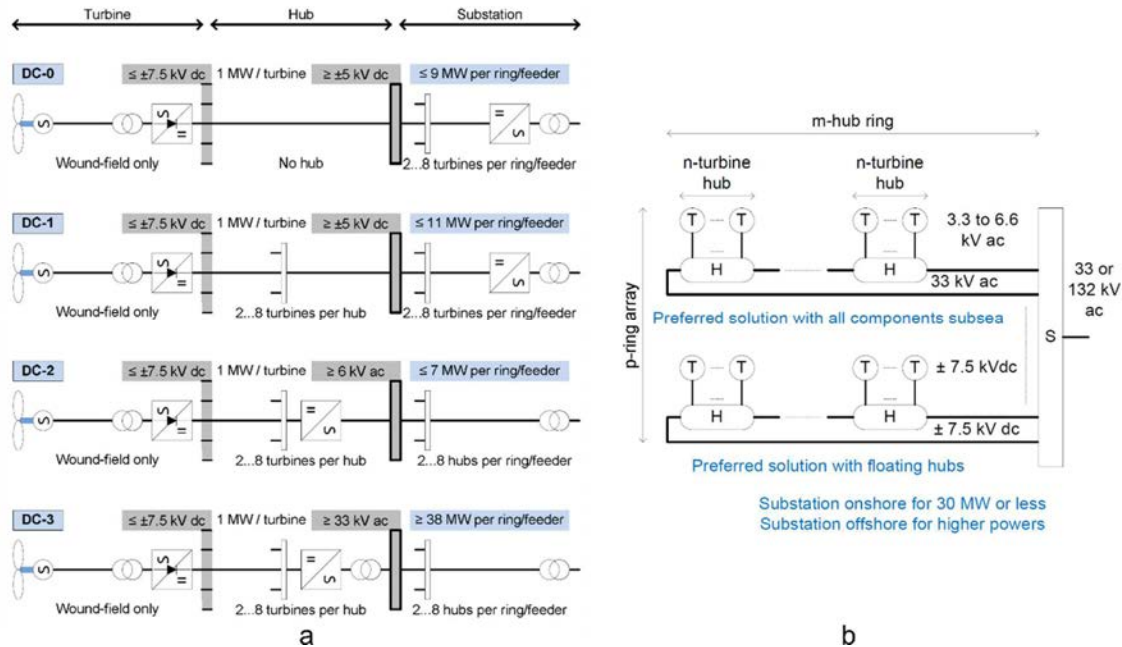 Turbine Hub Substation
DC-0 ≤ ±7.5 kV dc 1 MW / turbine ≥ ±5 kV dc ≤ 9 MW per ring/feeder
S S = = S
Wound-field only No hub 2...8 turbines per ring/feeder
DC-1 ≤ ±7.5 kV dc 1 MW / turbine ≥ ±5 kV dc ≤ 11 MW per ring/feeder
S S = = S
Wound-field only 2...8 turbines per hub 2...8 turbines per ring/feeder
DC-2 ≤ ±7.5 kV dc 1 MW / turbine ≥ 6 kV ac ≤ 7 MW per ring/feeder
S S = = S
Wound-field only 2...8 turbines per hub 2...8 hubs per ring/feeder
DC-3 ≤ ±7.5 kV dc 1 MW / turbine ≥ 33 kV ac ≥ 38 MW per ring/feeder
S S = = S
Wound-field only 2...8 turbines per hub 2...8 hubs per ring/feeder
a
m-hub ring
n-turbine
hub
n-turbine
hub
p-ring array
T T T T
3.3 to 6.6
kV ac
H H
33 kV ac
33 or
132 kV
ac
Preferred solution with all components subsea
S
T T T T
± 7.5 kVdc
H H
± 7.5 kV dc
Preferred solution with floating hubs
Substation onshore for 30 MW or less
Substation offshore for higher powers
b